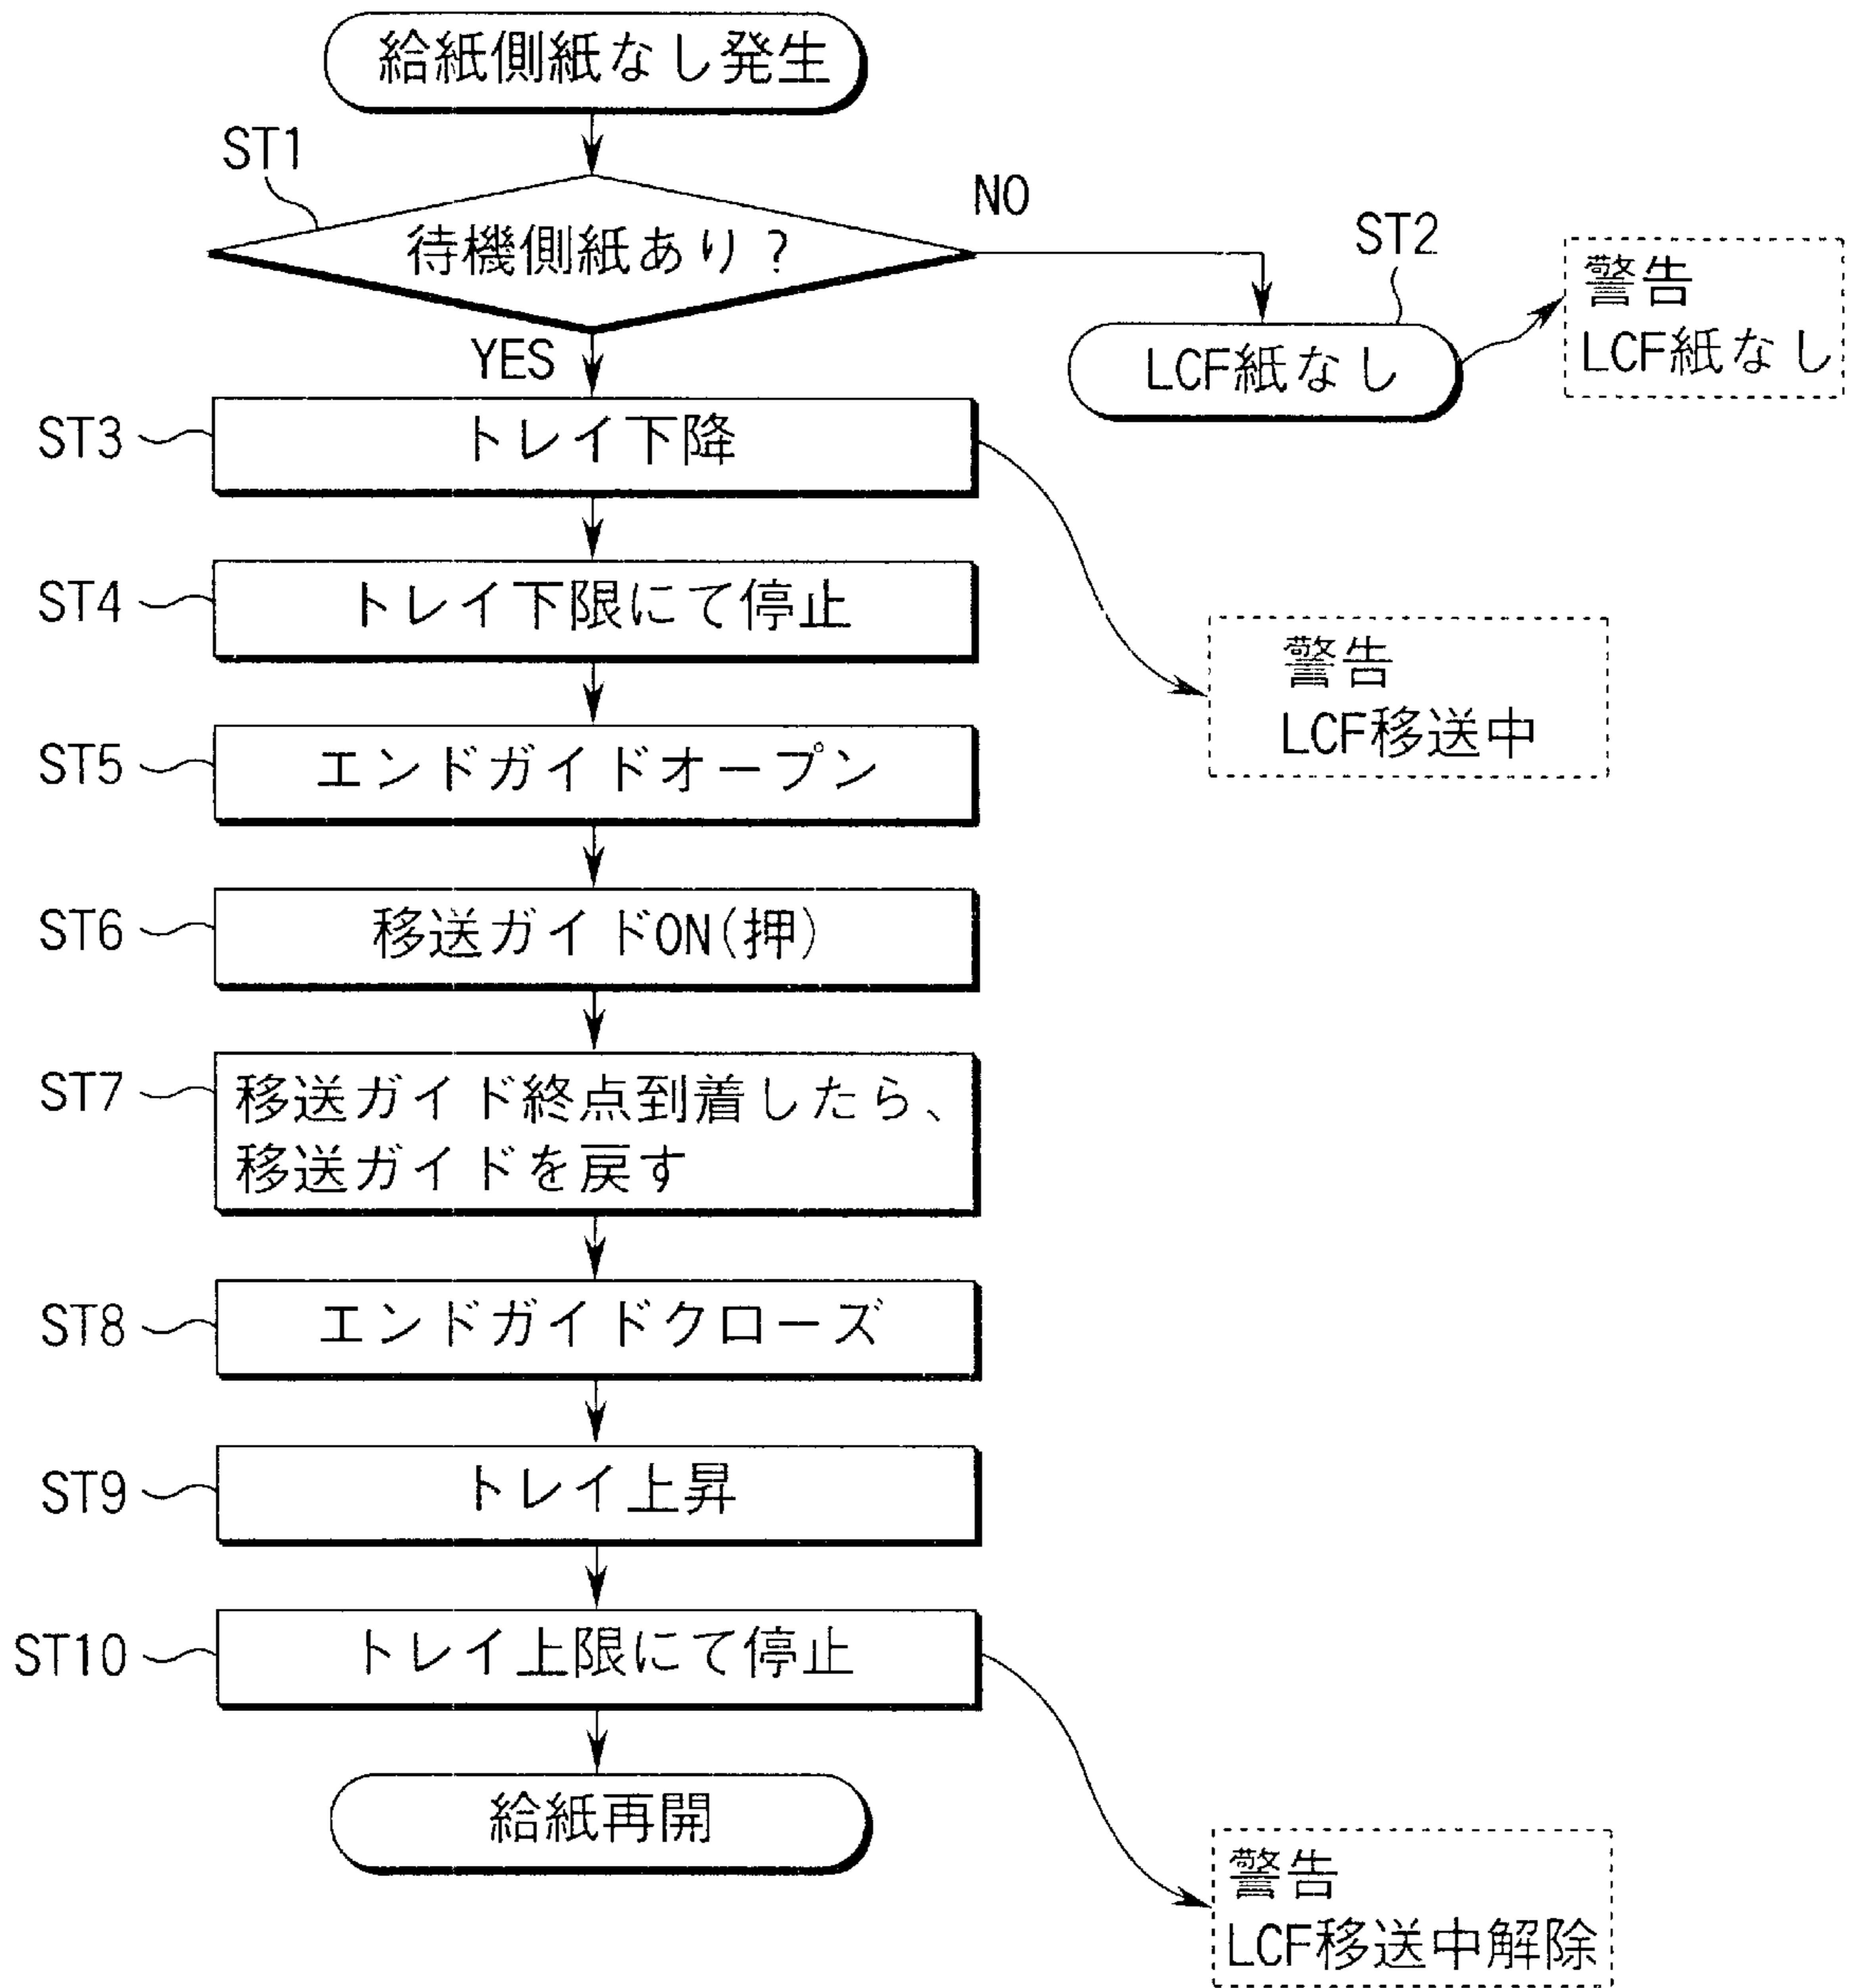 給紙側紙なし発生
ST1
待機側紙あり?
NO
YES
ST2
LCF紙なし
警告
LCF紙なし
ST3
トレイ下降
警告
LCF移送中
ST4
トレイ下限にて停止
ST5
エンドガイドオープン
ST6
移送ガイドON(押)
ST7
移送ガイド終点到着したら、
移送ガイドを戻す
ST8
エンドガイドクローズ
ST9
トレイ上昇
ST10
トレイ上限にて停止
警告
LCF移送中解除
給紙再開